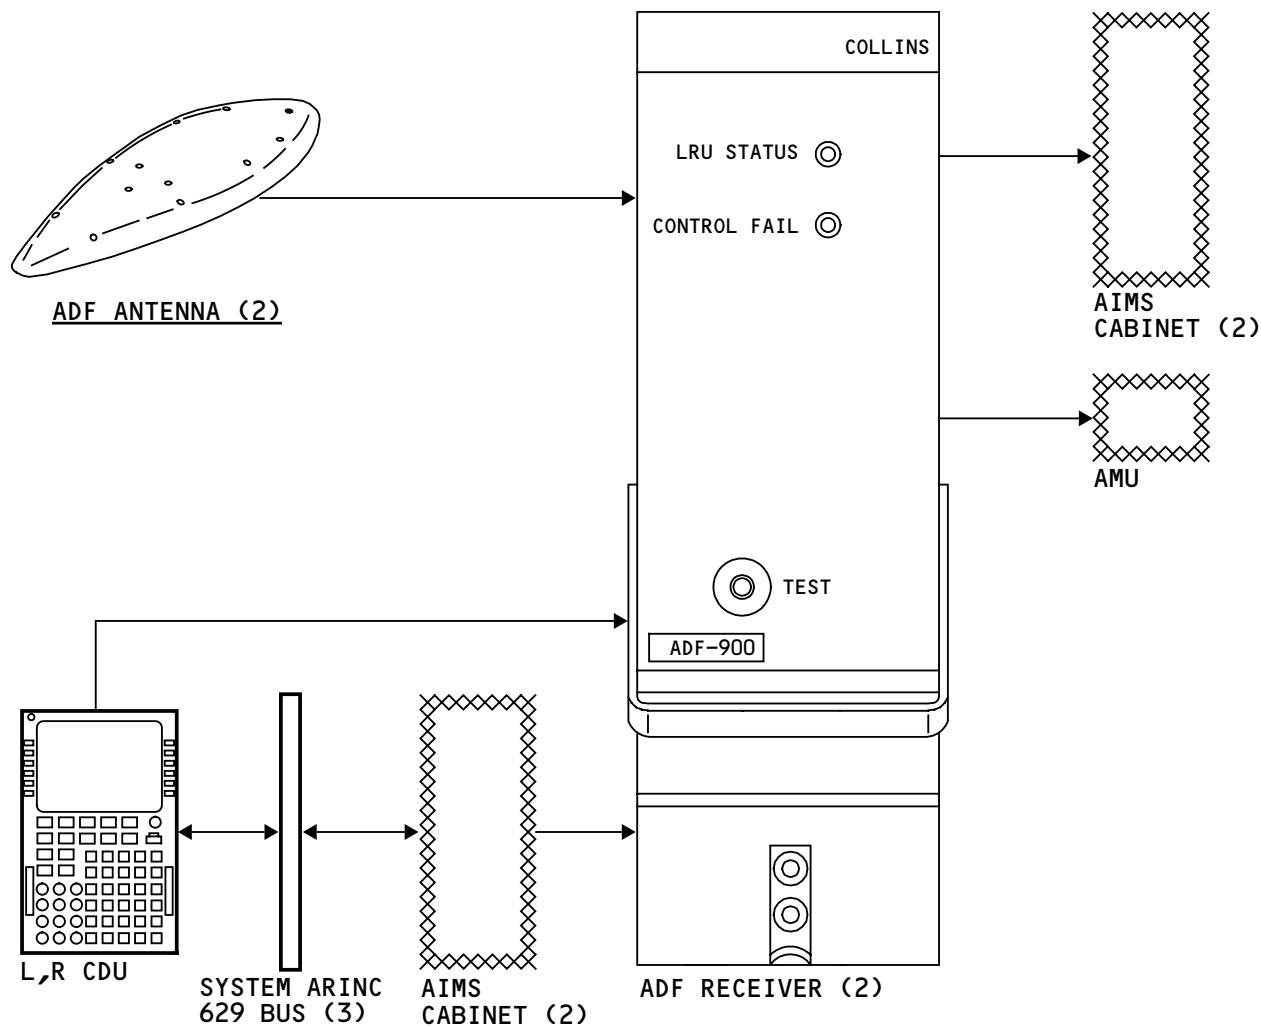 COLLINS
LRU STATUS
CONTROL FAIL
ADF ANTENNA (2)
AIMS
CABINET (2)
AMU
TEST
ADF-900
L,R CDU
SYSTEM ARINC
629 BUS (3)
AIMS
CABINET (2)
ADF RECEIVER (2)